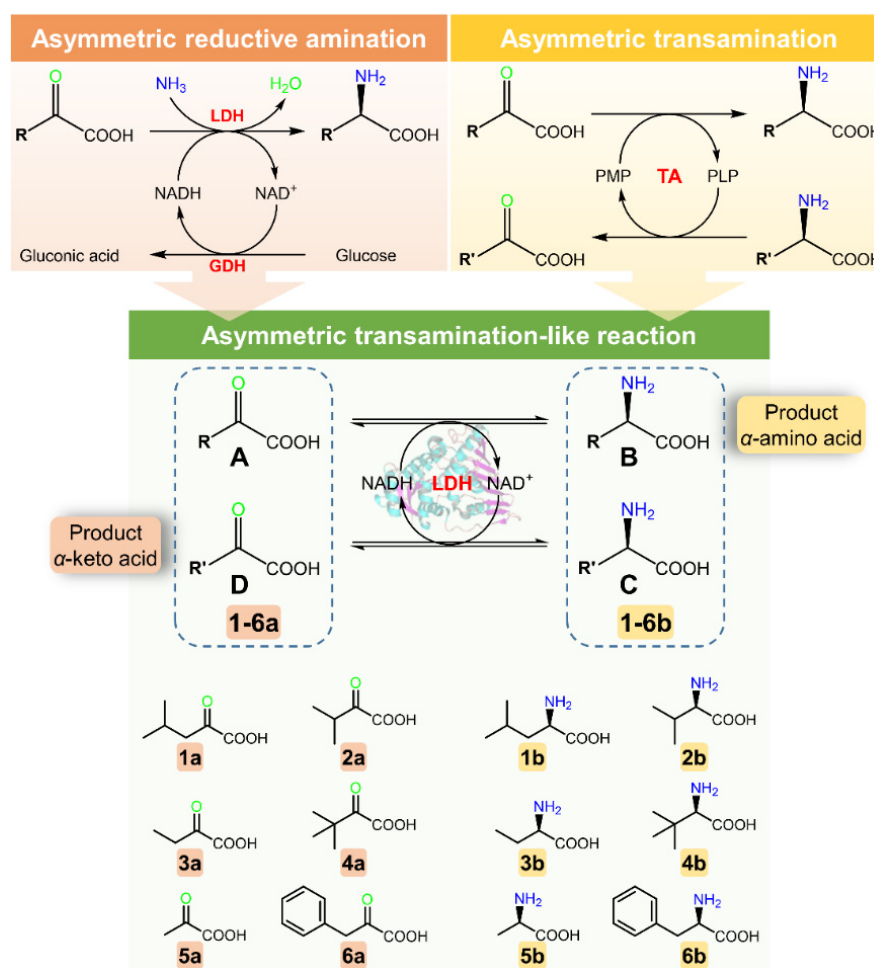 Asymmetric reductive amination
Asymmetric transamination
O
R
COOH
NH₃
H₂O
LDH
NH₂
R
COOH
NADH
NAD⁺
Gluconic acid
GDH
Glucose
O
R
COOH
NH₂
R
COOH
PMP
TA
PLP
O
R'
COOH
NH₂
R'
COOH
Asymmetric transamination-like reaction
O
R
COOH
A
NH₂
R
COOH
B
Product
α-amino acid
NADH
LDH
NAD⁺
Product
α-keto acid
O
R'
COOH
D
1-6a
NH₂
R'
COOH
C
1-6b
O
COOH
1a
O
COOH
2a
NH₂
COOH
1b
NH₂
COOH
2b
O
COOH
3a
O
COOH
4a
NH₂
COOH
3b
NH₂
COOH
4b
O
COOH
5a
O
COOH
6a
NH₂
COOH
5b
NH₂
COOH
6b